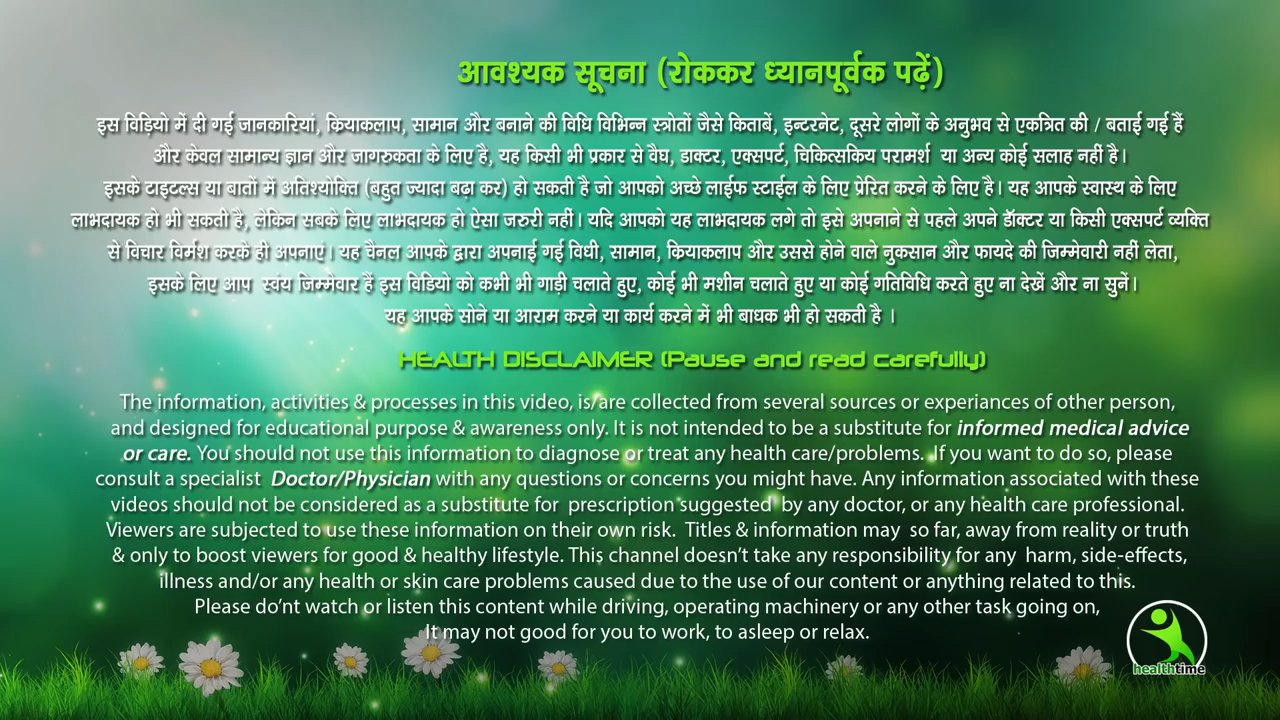 आवश्यक सूचना (रोककर ध्यानपूर्वक पढ़ें)
इस विड़ियो में दी गई जानकारियां, क्रियाकलाप, सामान और बनाने की विधि विभिन्न स्त्रोतों जैसे किताबें, इन्टरनेट, दूसरे लोगों के अनुभव से एकत्रित की / बताई गई हैं
और केवल सामान्य ज्ञान और जागरुकता के लिए है, यह किसी भी प्रकार से वैघ, डाक्टर, एक्सपर्ट, चिकित्सकिय परामर्श या अन्य कोई सलाह नहीं है।
इसके टाइटल्स या बातों में अतिश्योक्ति (बहुत ज्यादा बढ़ा कर) हो सकती है जो आपको अच्छे लाईफ स्टाईल के लिए प्रेरित करने के लिए है। यह आपके स्वास्थ के लिए
लाभदायक हो भी सकती है, लेकिन सबके लिए लाभदायक हो ऐसा जरुरी नहीं। यदि आपको यह लाभदायक लगे तो इसे अपनाने से पहले अपने डॉक्टर या किसी एक्सपर्ट व्यक्ति
से विचार विर्मश करके ही अपनाएं। यह चैनल आपके द्वारा अपनाई गई विधी, सामान, क्रियाकलाप और उससे होने वाले नुकसान और फायदे की जिम्मेवारी नहीं लेता,
इसके लिए आप स्वंय जिम्मेवार हैं इस विडियो को कभी भी गाड़ी चलाते हुए, कोई भी मशीन चलाते हुए या कोई गतिविधि करते हुए ना देखें और ना सुनें।
यह आपके सोने या आराम करने या कार्य करने में भी बाधक भी हो सकती है ।
HEALTH DISCLAIMER (Pause and read carefully)
The information, activities & processes in this video, is/are collected from several sources or experiances of other person,
and designed for educational purpose & awareness only. It is not intended to be a substitute for informed medical advice
or care. You should not use this information to diagnose or treat any health care/problems. If you want to do so, please
consult a specialist Doctor/Physician with any questions or concerns you might have. Any information associated with these
videos should not be considered as a substitute for prescription suggested by any doctor, or any health care professional.
Viewers are subjected to use these information on their own risk. Titles & information may so far, away from reality or truth
& only to boost viewers for good & healthy lifestyle. This channel doesn't take any responsibility for any harm, side-effects,
illness and/or any health or skin care problems caused due to the use of our content or anything related to this.
Please do'nt watch or listen this content while driving, operating machinery or any other task going on,
It may not good for you to work, to asleep or relax.
healthtime